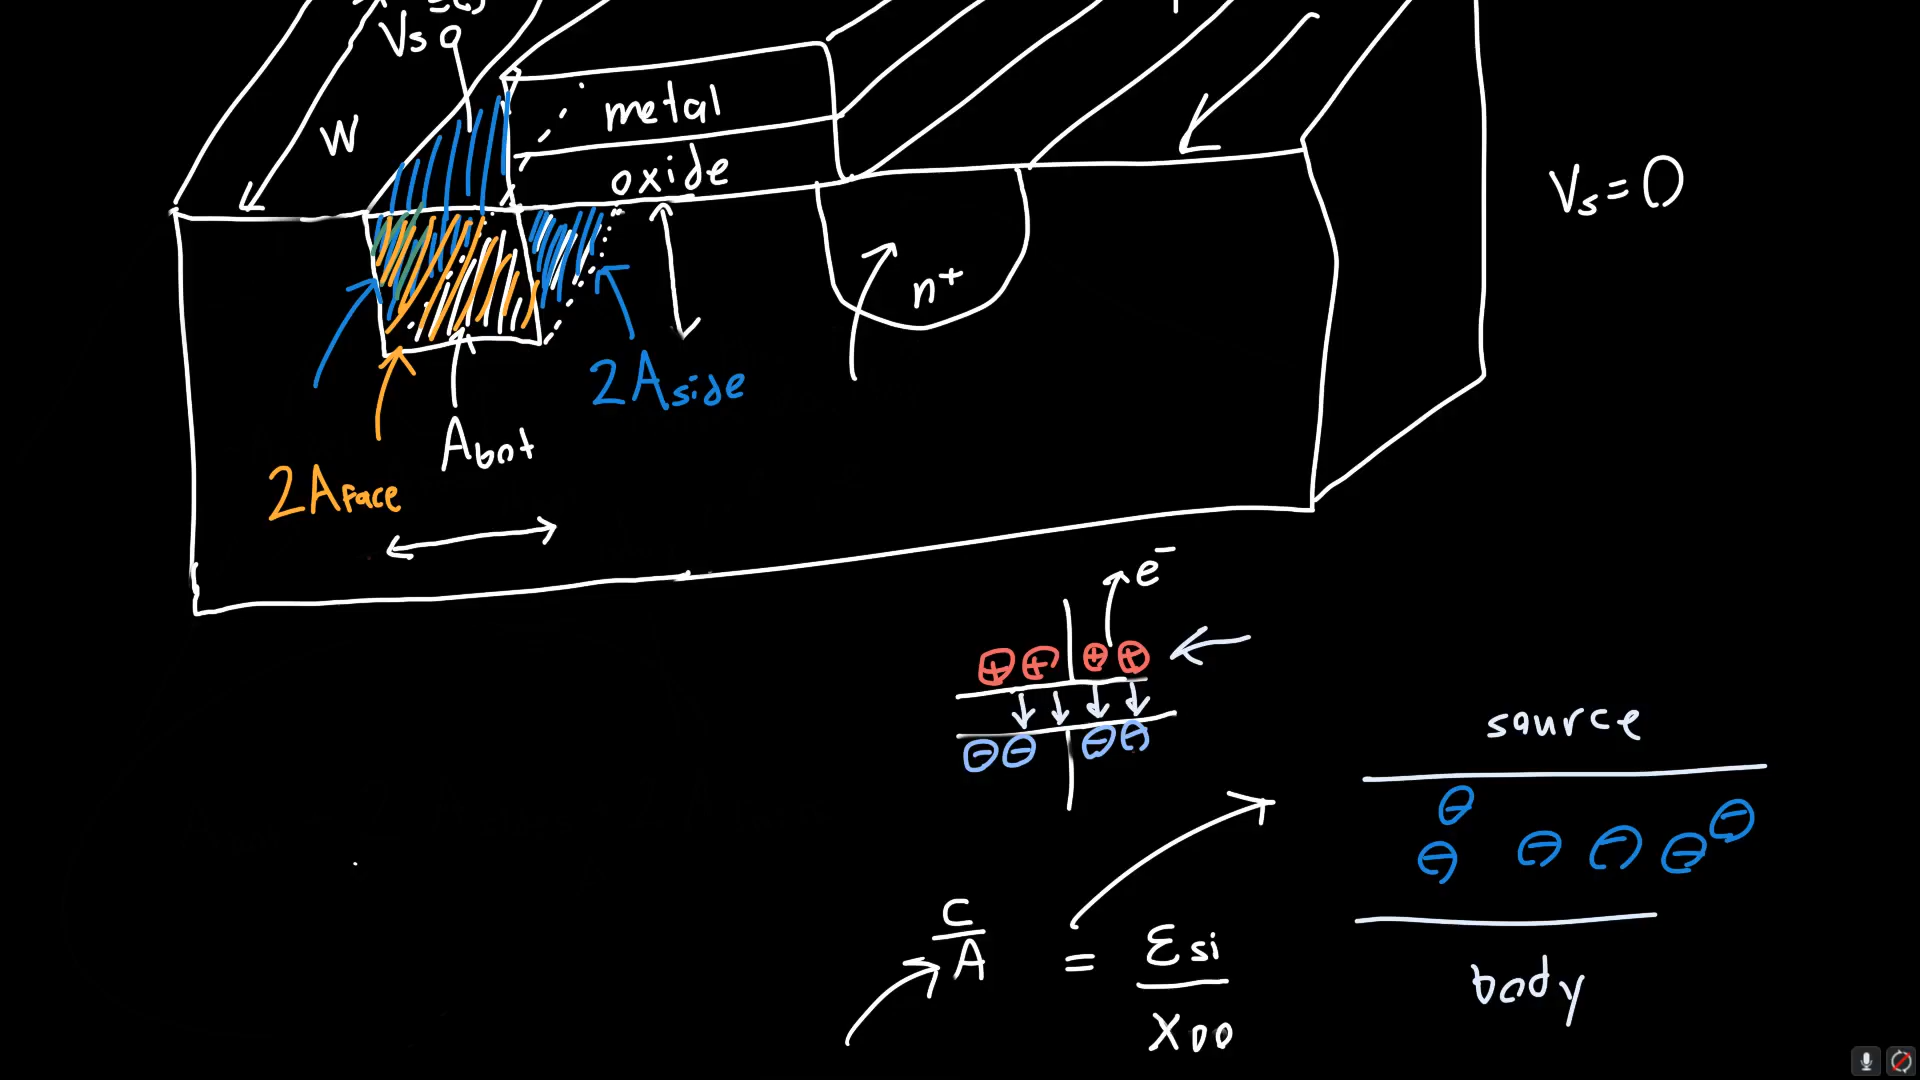 Vs
W
metal
oxide
Vs = 0
n+
2Aside
Abot
2AFace
e-
source
C/A = εsi/XDO
body